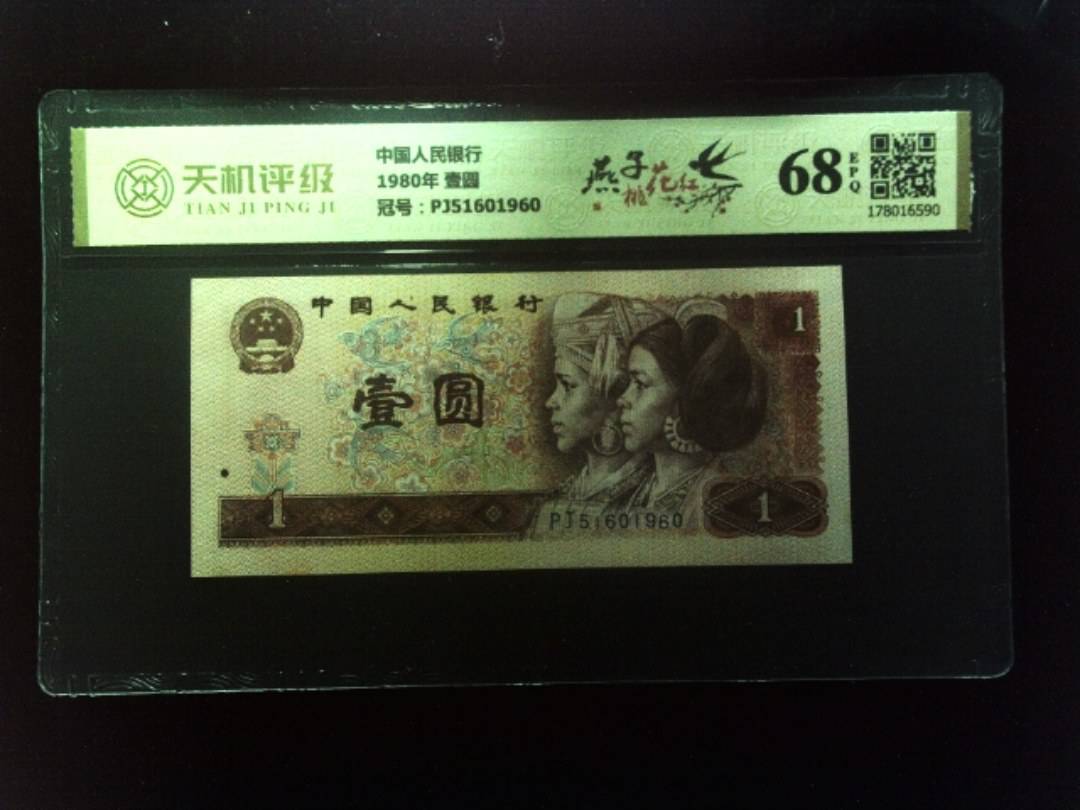 天机评级
TIAN JI PING JI
中国人民银行
1980年 壹圆
冠号：PJ51601960
燕子
桃花红
68
EPQ
178016590
中国人民银行
1
壹圆
1
PJ51601960
1